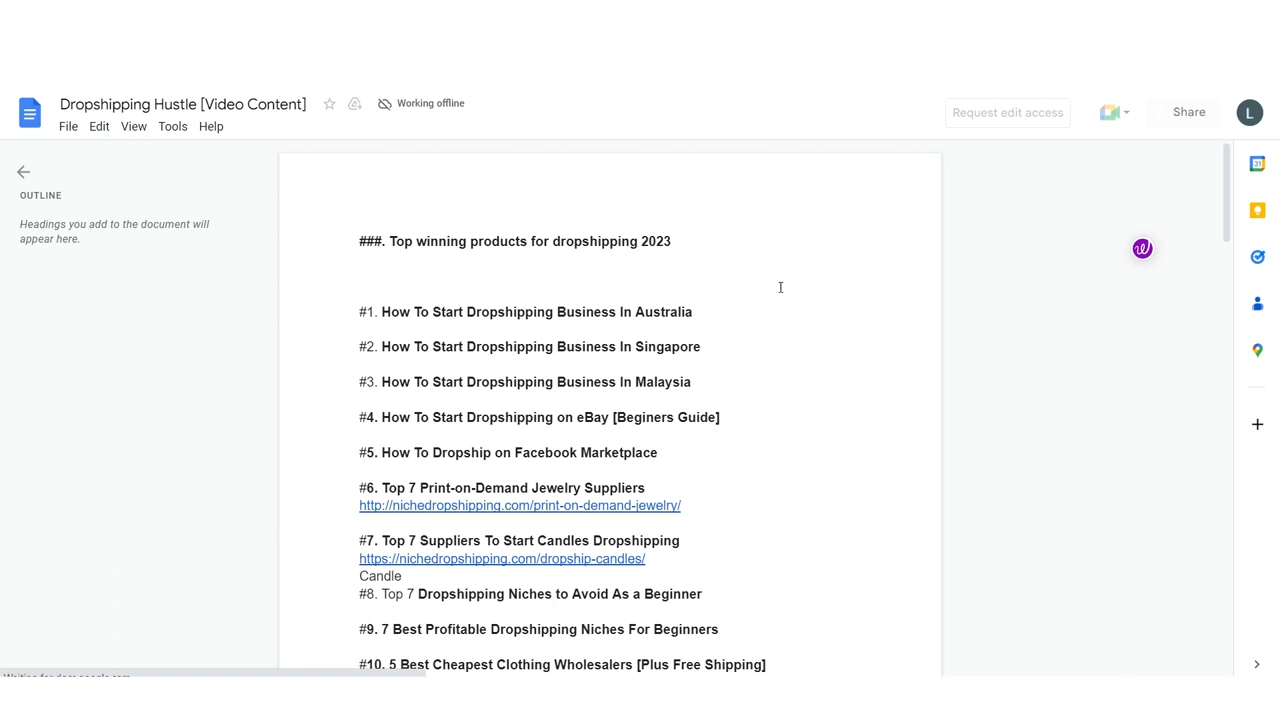 Dropshipping Hustle [Video Content]
Working offline
File Edit View Tools Help
Request edit access
Share
L
31
OUTLINE
Headings you add to the document will
appear here.
###. Top winning products for dropshipping 2023
#1. How To Start Dropshipping Business In Australia
#2. How To Start Dropshipping Business In Singapore
#3. How To Start Dropshipping Business In Malaysia
#4. How To Start Dropshipping on eBay [Beginers Guide]
#5. How To Dropship on Facebook Marketplace
#6. Top 7 Print-on-Demand Jewelry Suppliers
http://nichedropshipping.com/print-on-demand-jewelry/
#7. Top 7 Suppliers To Start Candles Dropshipping
https://nichedropshipping.com/dropship-candles/
Candle
#8. Top 7 Dropshipping Niches to Avoid As a Beginner
#9. 7 Best Profitable Dropshipping Niches For Beginners
#10. 5 Best Cheapest Clothing Wholesalers [Plus Free Shipping]